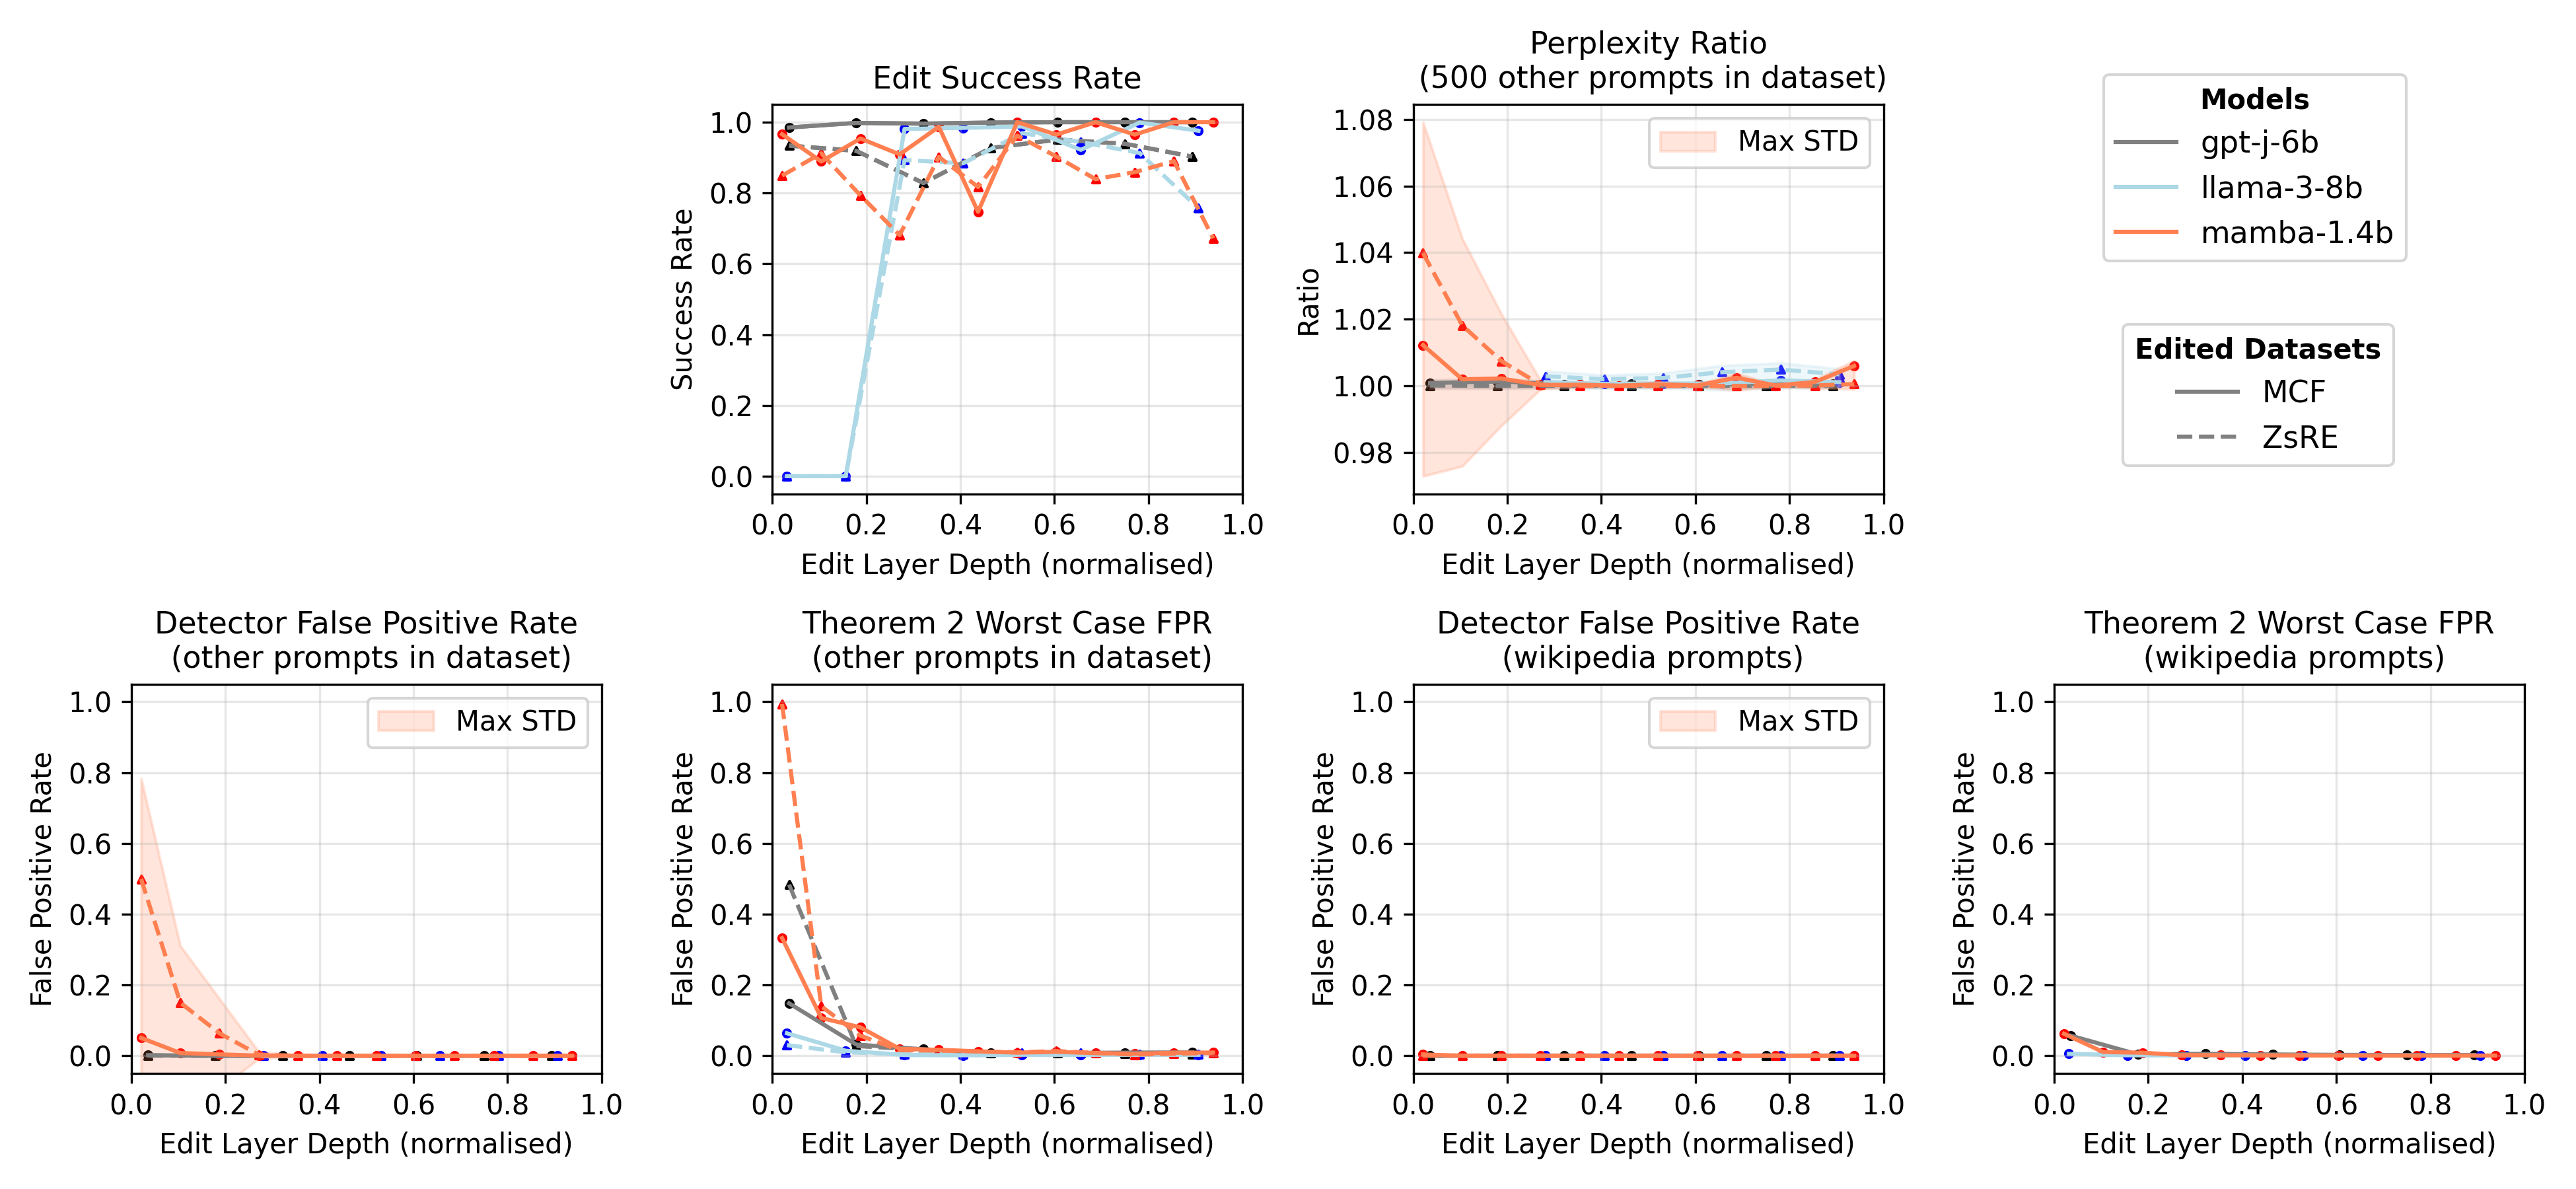 Edit Success Rate
Success Rate
1.0
0.8
0.6
0.4
0.2
0.0
0.0 0.2 0.4 0.6 0.8 1.0
Edit Layer Depth (normalised)
Perplexity Ratio
(500 other prompts in dataset)
Max STD
Ratio
1.08
1.06
1.04
1.02
1.00
0.98
0.0 0.2 0.4 0.6 0.8 1.0
Edit Layer Depth (normalised)
Models
gpt-j-6b
llama-3-8b
mamba-1.4b
Edited Datasets
MCF
ZsRE
Detector False Positive Rate
(other prompts in dataset)
Max STD
False Positive Rate
1.0
0.8
0.6
0.4
0.2
0.0
0.0 0.2 0.4 0.6 0.8 1.0
Edit Layer Depth (normalised)
Theorem 2 Worst Case FPR
(other prompts in dataset)
False Positive Rate
1.0
0.8
0.6
0.4
0.2
0.0
0.0 0.2 0.4 0.6 0.8 1.0
Edit Layer Depth (normalised)
Detector False Positive Rate
(wikipedia prompts)
Max STD
False Positive Rate
1.0
0.8
0.6
0.4
0.2
0.0
0.0 0.2 0.4 0.6 0.8 1.0
Edit Layer Depth (normalised)
Theorem 2 Worst Case FPR
(wikipedia prompts)
False Positive Rate
1.0
0.8
0.6
0.4
0.2
0.0
0.0 0.2 0.4 0.6 0.8 1.0
Edit Layer Depth (normalised)